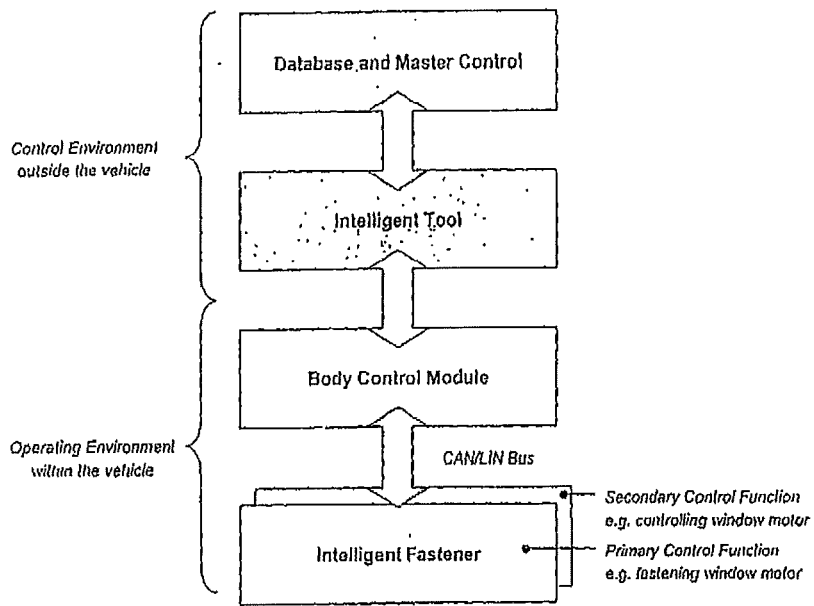 Database and Master Control
Control Environment
outside the vehicle
Intelligent Tool
Body Control Module
Operating Environment
within the vehicle
CAN/LIN Bus
Secondary Control Function
e.g. controlling window motor
Intelligent Fastener
Primary Control Function
e.g. fastening window motor